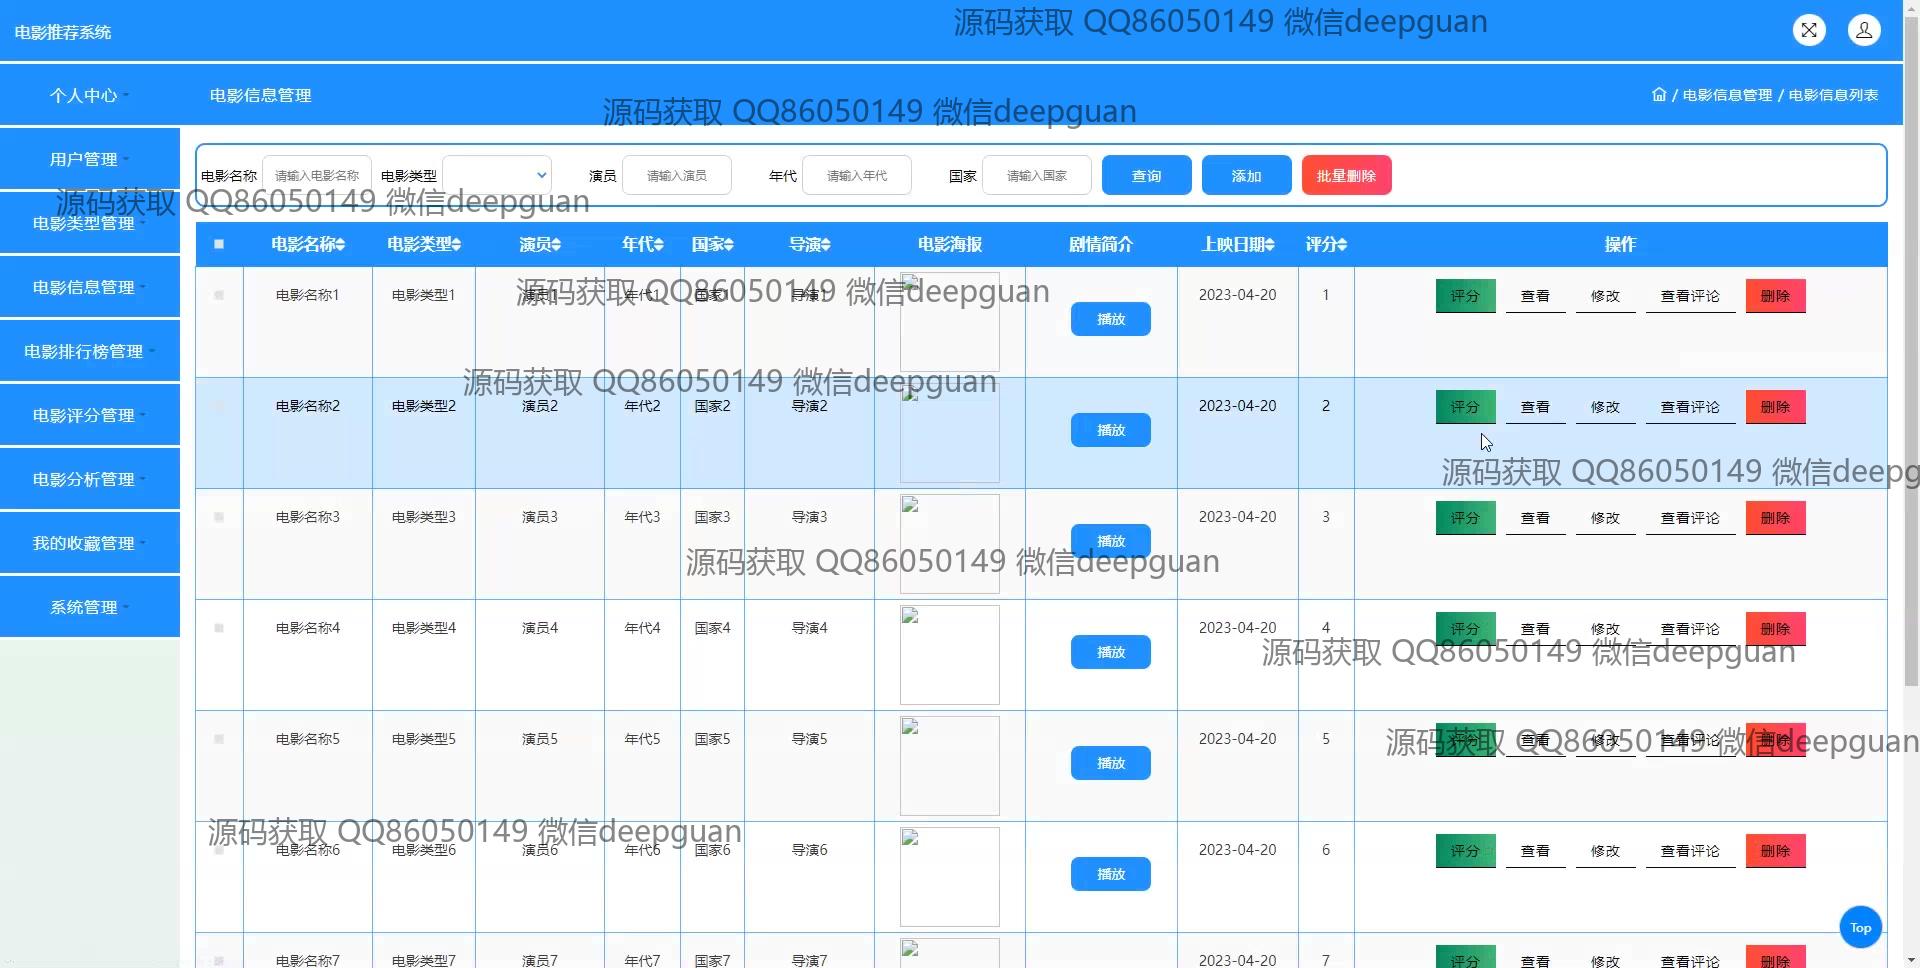 电影推荐系统
源码获取 QQ86050149 微信deepguan
个人中心
电影信息管理
/ 电影信息管理 / 电影信息列表
源码获取 QQ86050149 微信deepguan
用户管理
电影名称 请输入电影名称 电影类型 演员 请输入演员 年代 请输入年代 国家 请输入国家 查询 添加 批量删除
源码获取 QQ86050149 微信deepguan
电影类型管理
电影名称 电影类型 演员 年代 国家 导演 电影海报 剧情简介 上映日期 评分 操作
电影信息管理
电影名称1 电影类型1 演员1 年代1 国家1 导演1 播放 2023-04-20 1 评分 查看 修改 查看评论 删除
源码获取 QQ86050149 微信deepguan
电影排行榜管理
源码获取 QQ86050149 微信deepguan
电影名称2 电影类型2 演员2 年代2 国家2 导演2 播放 2023-04-20 2 评分 查看 修改 查看评论 删除
电影评分管理
源码获取 QQ86050149 微信deepg
电影分析管理
电影名称3 电影类型3 演员3 年代3 国家3 导演3 播放 2023-04-20 3 评分 查看 修改 查看评论 删除
我的收藏管理
源码获取 QQ86050149 微信deepguan
系统管理
电影名称4 电影类型4 演员4 年代4 国家4 导演4 播放 2023-04-20 4 评分 查看 修改 查看评论 删除
源码获取 QQ86050149 微信deepguan
电影名称5 电影类型5 演员5 年代5 国家5 导演5 播放 2023-04-20 5 评分 查看 修改 查看评论 删除
源码获取 QQ86050149 微信deepguan
源码获取 QQ86050149 微信deepguan
电影名称6 电影类型6 演员6 年代6 国家6 导演6 播放 2023-04-20 6 评分 查看 修改 查看评论 删除
Top
电影名称7 电影类型7 演员7 年代7 国家7 导演7 2023-04-20 7 评分 查看 修改 查看评论 删除